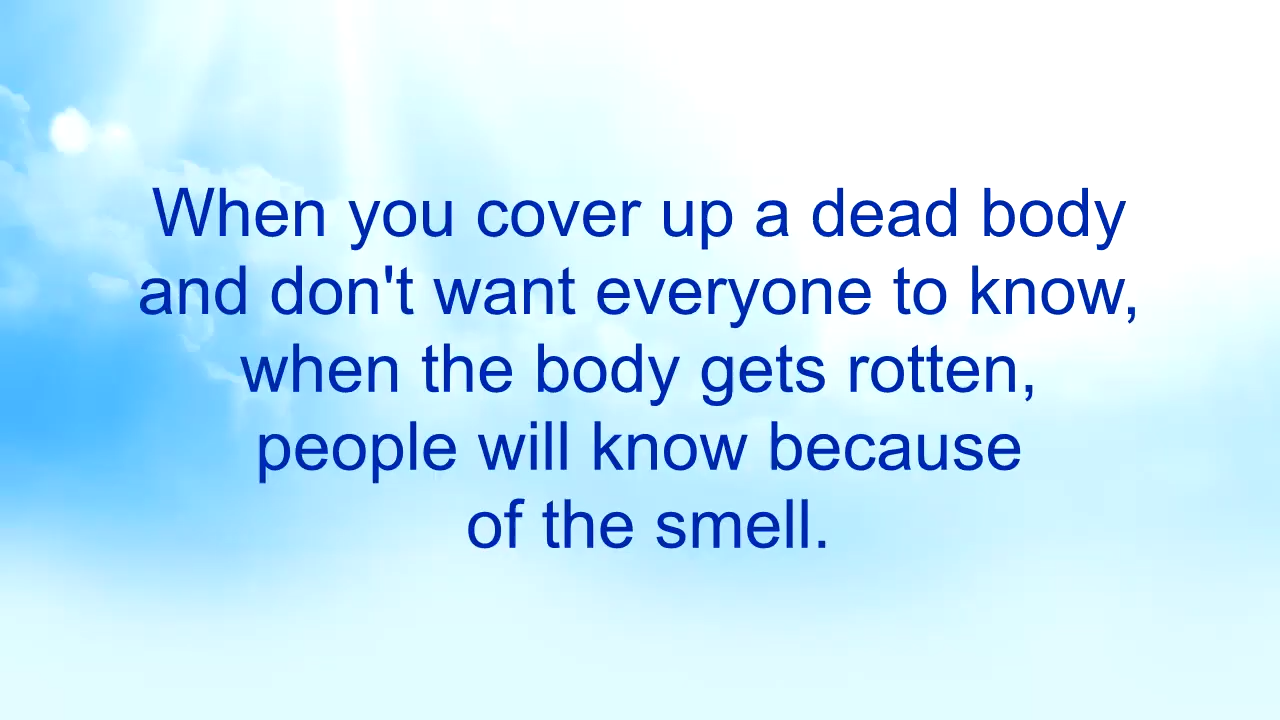 When you cover up a dead body
and don't want everyone to know,
when the body gets rotten,
people will know because
of the smell.